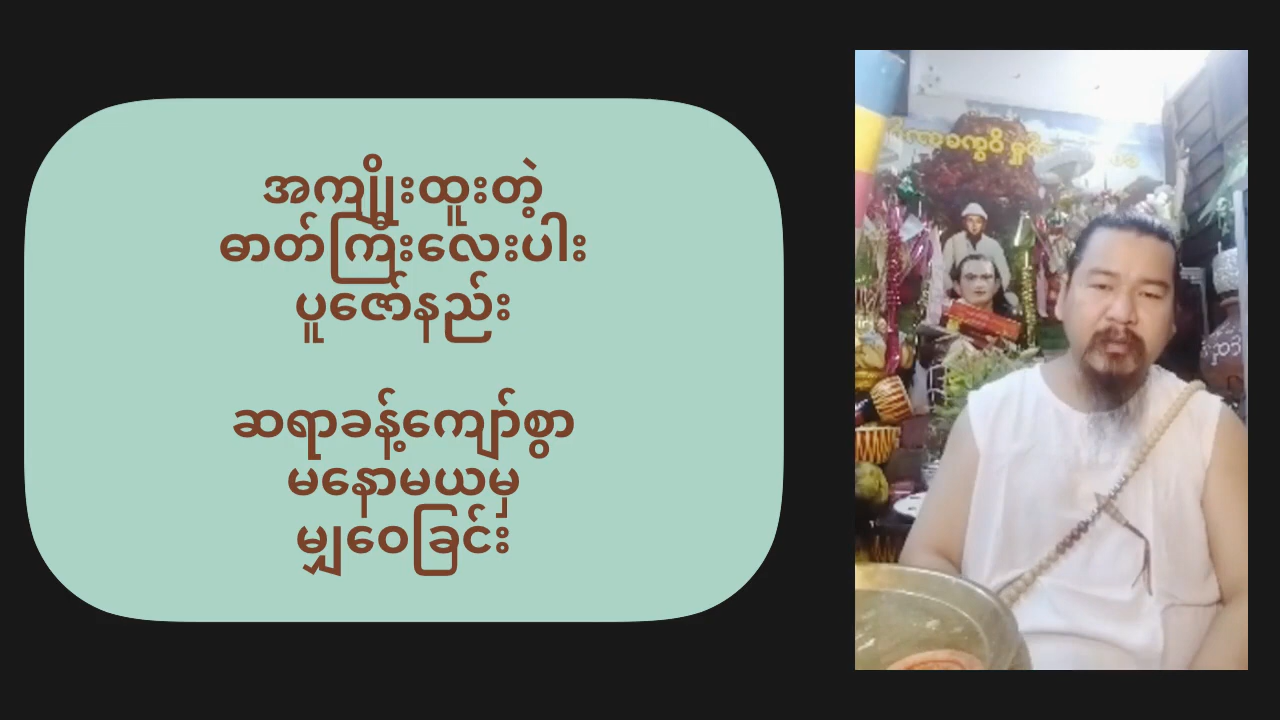 အကျိုးထူးတဲ့
ဓာတ်ကြီးလေးပါး
ပူဇော်နည်း
ဆရာခန့်ကျော်စွာ
မနောမယမှ
မျှဝေခြင်း